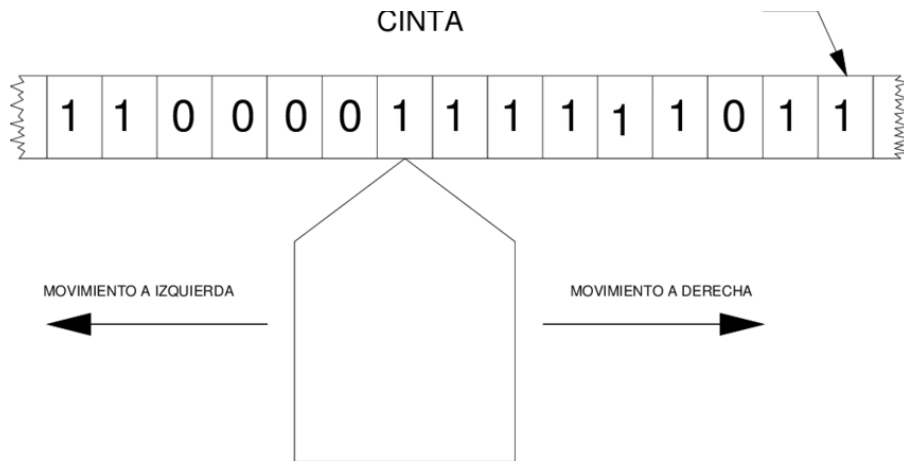 CINTA
1 1 0 0 0 0 1 1 1 1 1 1 0 1 1
MOVIMIENTO A IZQUIERDA
MOVIMIENTO A DERECHA